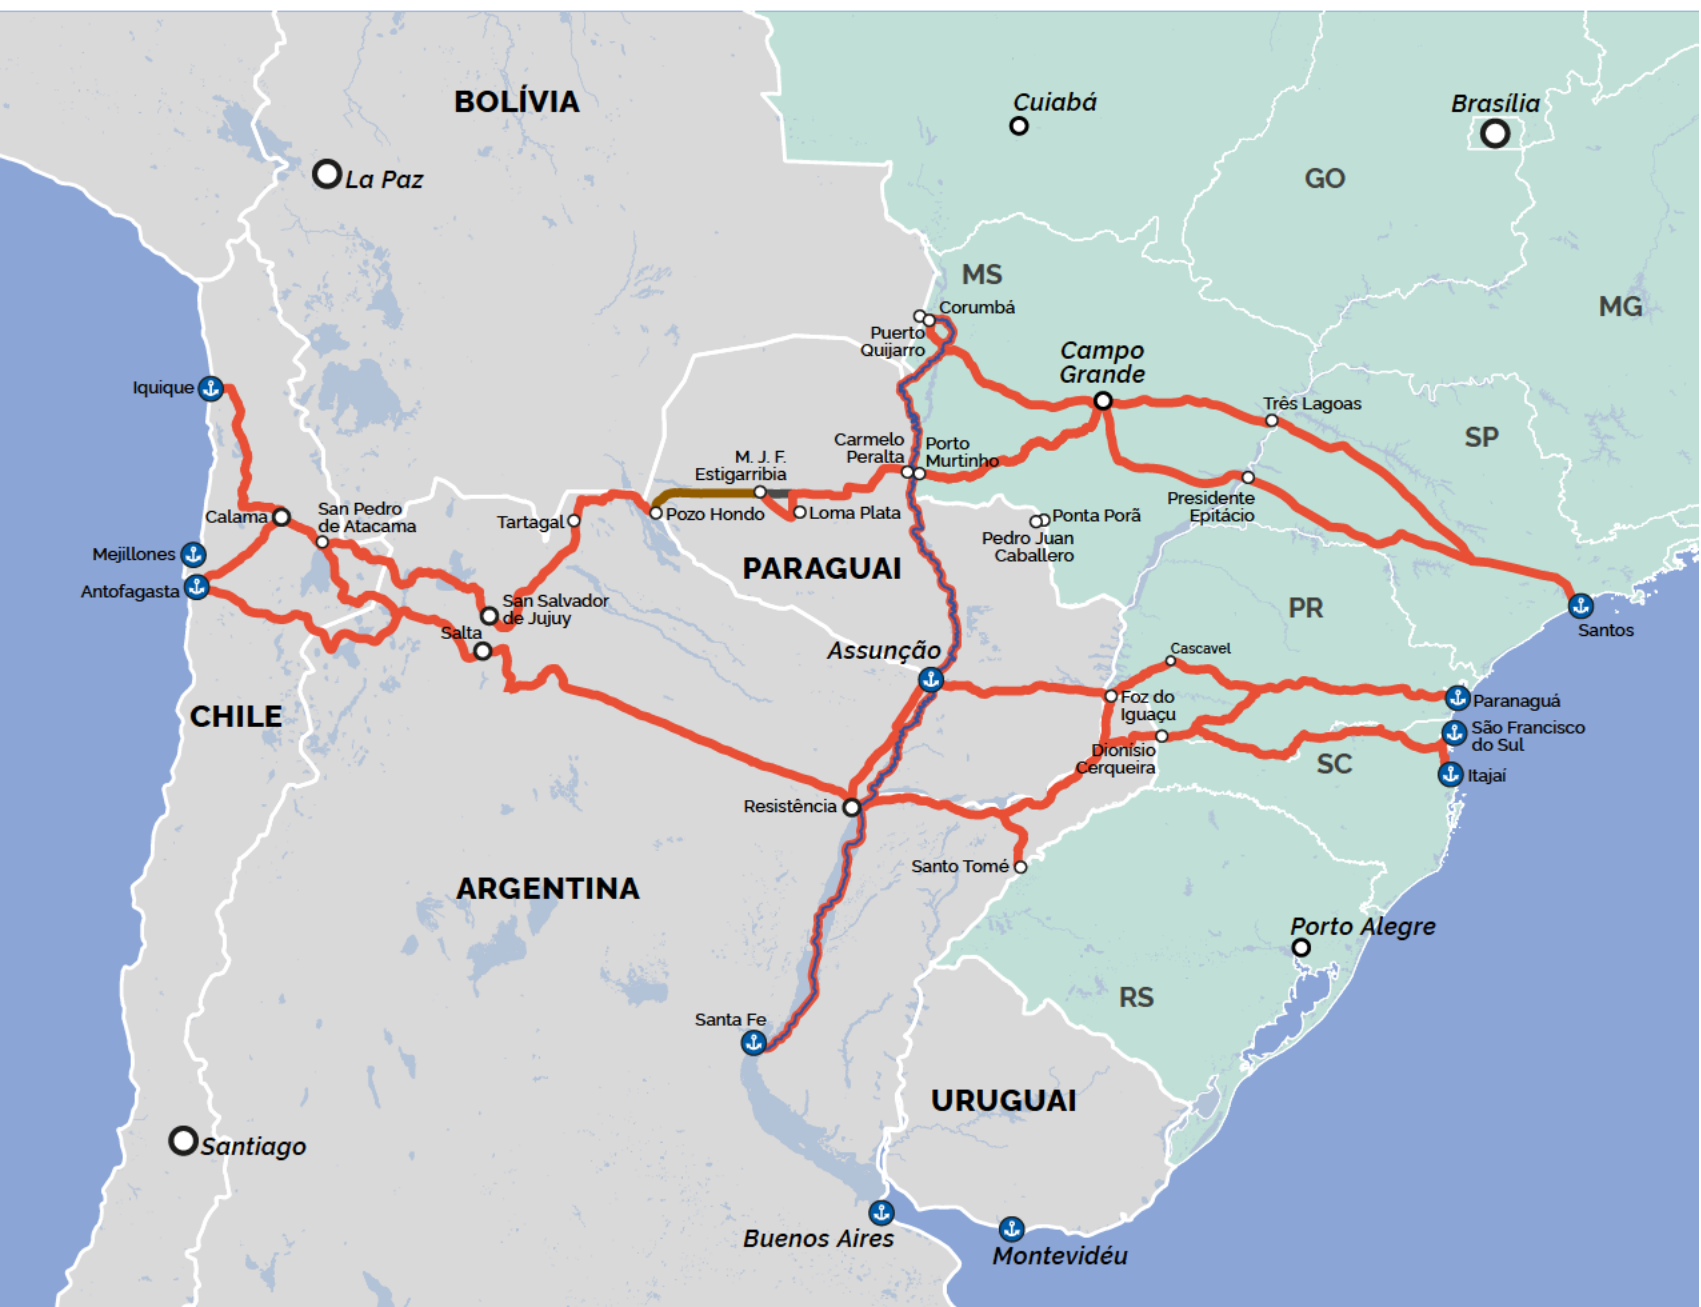 BOLÍVIA
Cuiabá
Brasília
La Paz
GO
MS
MG
Corumbá
Puerto
Quijarro
Campo
Grande
Iquique
Três Lagoas
SP
Carmelo
Peralta
Porto
Murtinho
M. J. F.
Estigarribia
Presidente
Epitácio
Calama
San Pedro
de Atacama
Tartagal
Pozo Hondo
Loma Plata
Ponta Porã
Pedro Juan
Caballero
Mejillones
Antofagasta
PARAGUAI
San Salvador
de Jujuy
Salta
PR
Santos
Assunção
Cascavel
Foz do
Iguaçu
Paranaguá
CHILE
São Francisco
do Sul
Dionísio
Cerqueira
SC
Itajaí
Resistência
Santo Tomé
ARGENTINA
Porto Alegre
RS
Santa Fe
URUGUAI
Santiago
Buenos Aires
Montevidéu